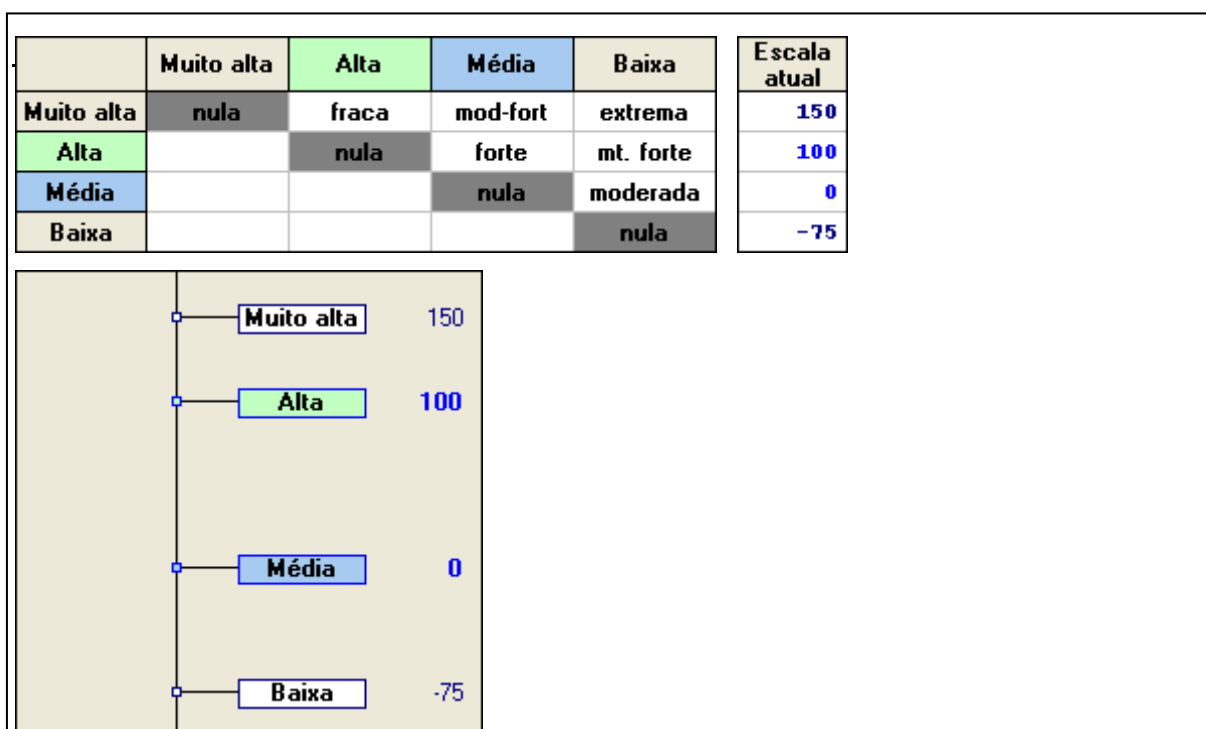 Muito alta Alta Média Baixa Escala atual
Muito alta nula fraca mod-fort extrema 150
Alta nula forte mt. forte 100
Média nula moderada 0
Baixa nula -75
Muito alta 150
Alta 100
Média 0
Baixa -75